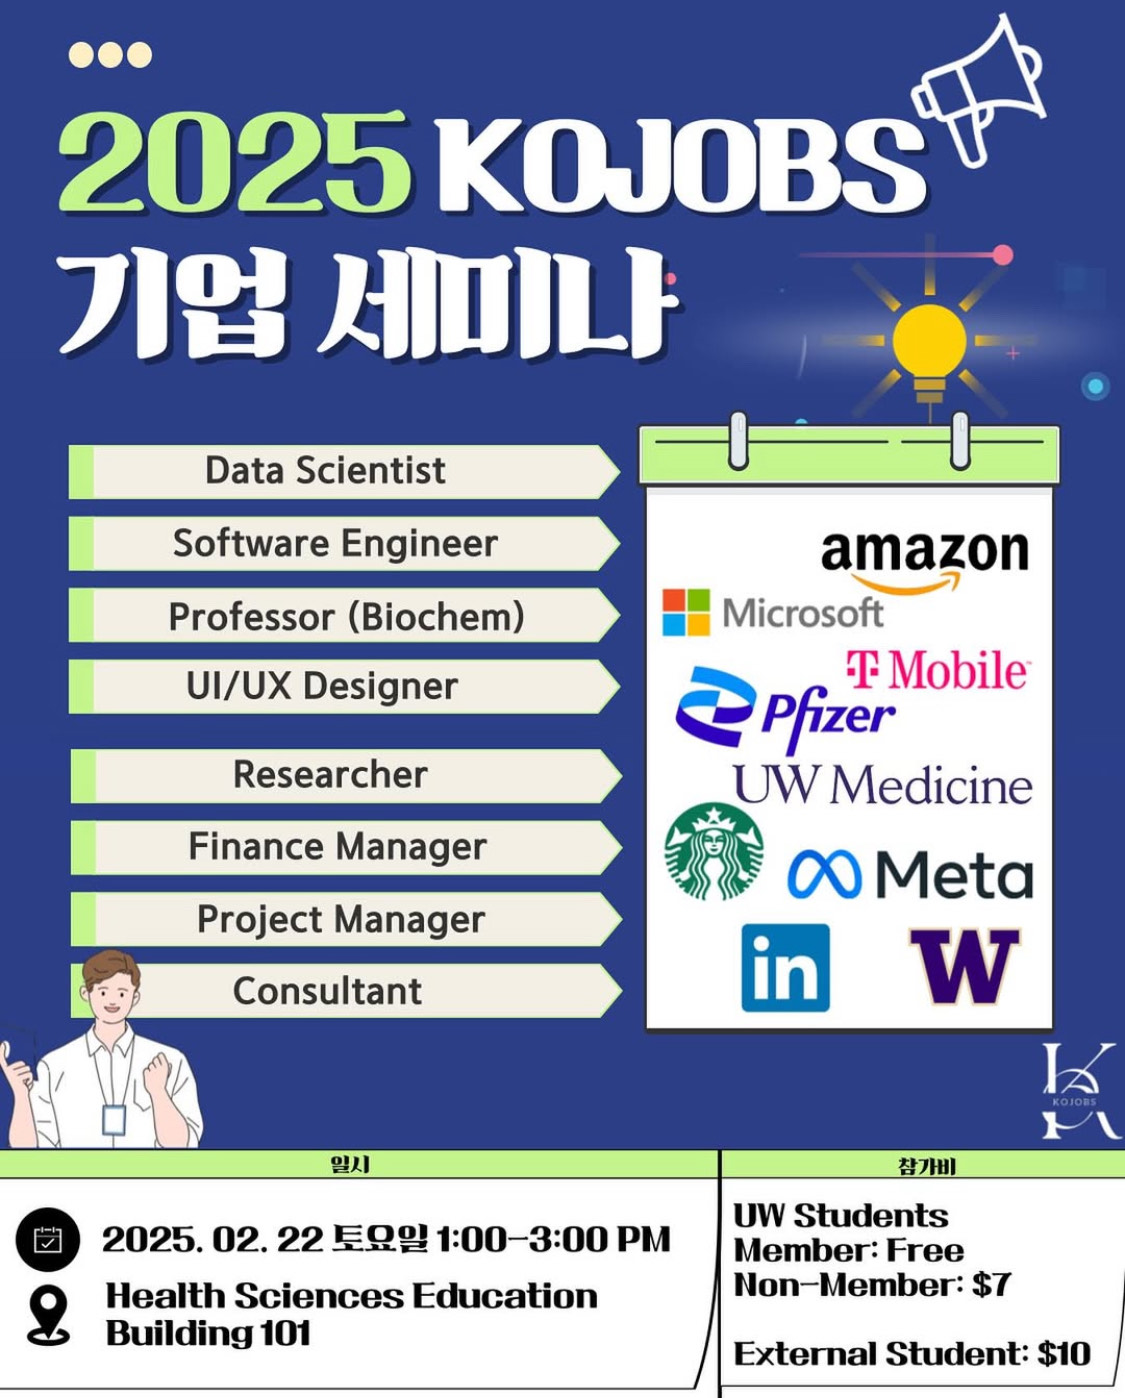 2025 KOJOBS
기업 세미나
Data Scientist
Software Engineer
Professor (Biochem)
UI/UX Designer
Researcher
Finance Manager
Project Manager
Consultant
amazon
Microsoft
T Mobile
Pfizer
UW Medicine
Meta
in
W
K
KOJOBS
일시
2025. 02. 22 토요일 1:00-3:00 PM
Health Sciences Education
Building 101
참가비
UW Students
Member: Free
Non-Member: $7
External Student: $10